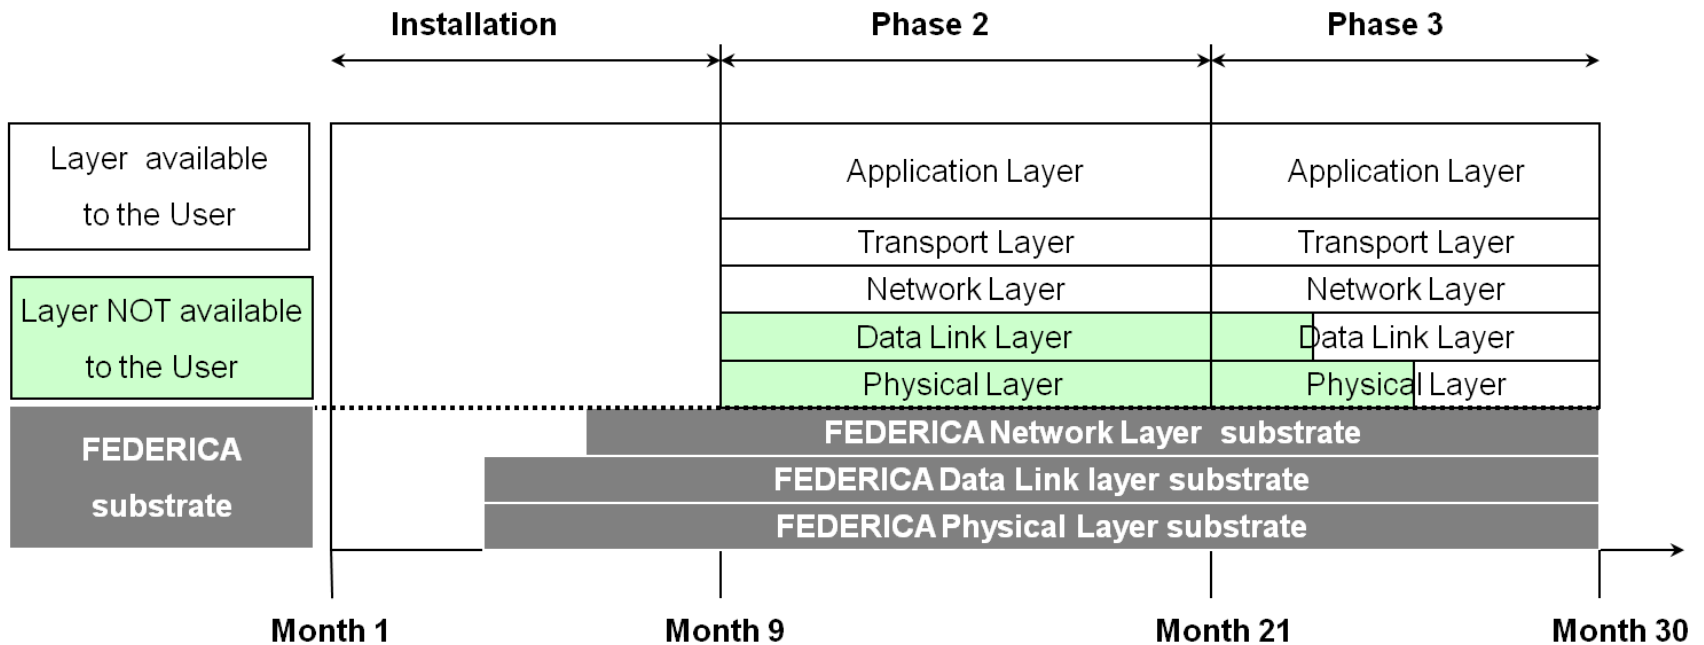 Installation
Phase 2
Phase 3
Layer available
to the User
Layer NOT available
to the User
FEDERICA
substrate
Application Layer
Application Layer
Transport Layer
Transport Layer
Network Layer
Network Layer
Data Link Layer
Data Link Layer
Physical Layer
Physical Layer
FEDERICA Network Layer substrate
FEDERICA Data Link layer substrate
FEDERICA Physical Layer substrate
Month 1
Month 9
Month 21
Month 30